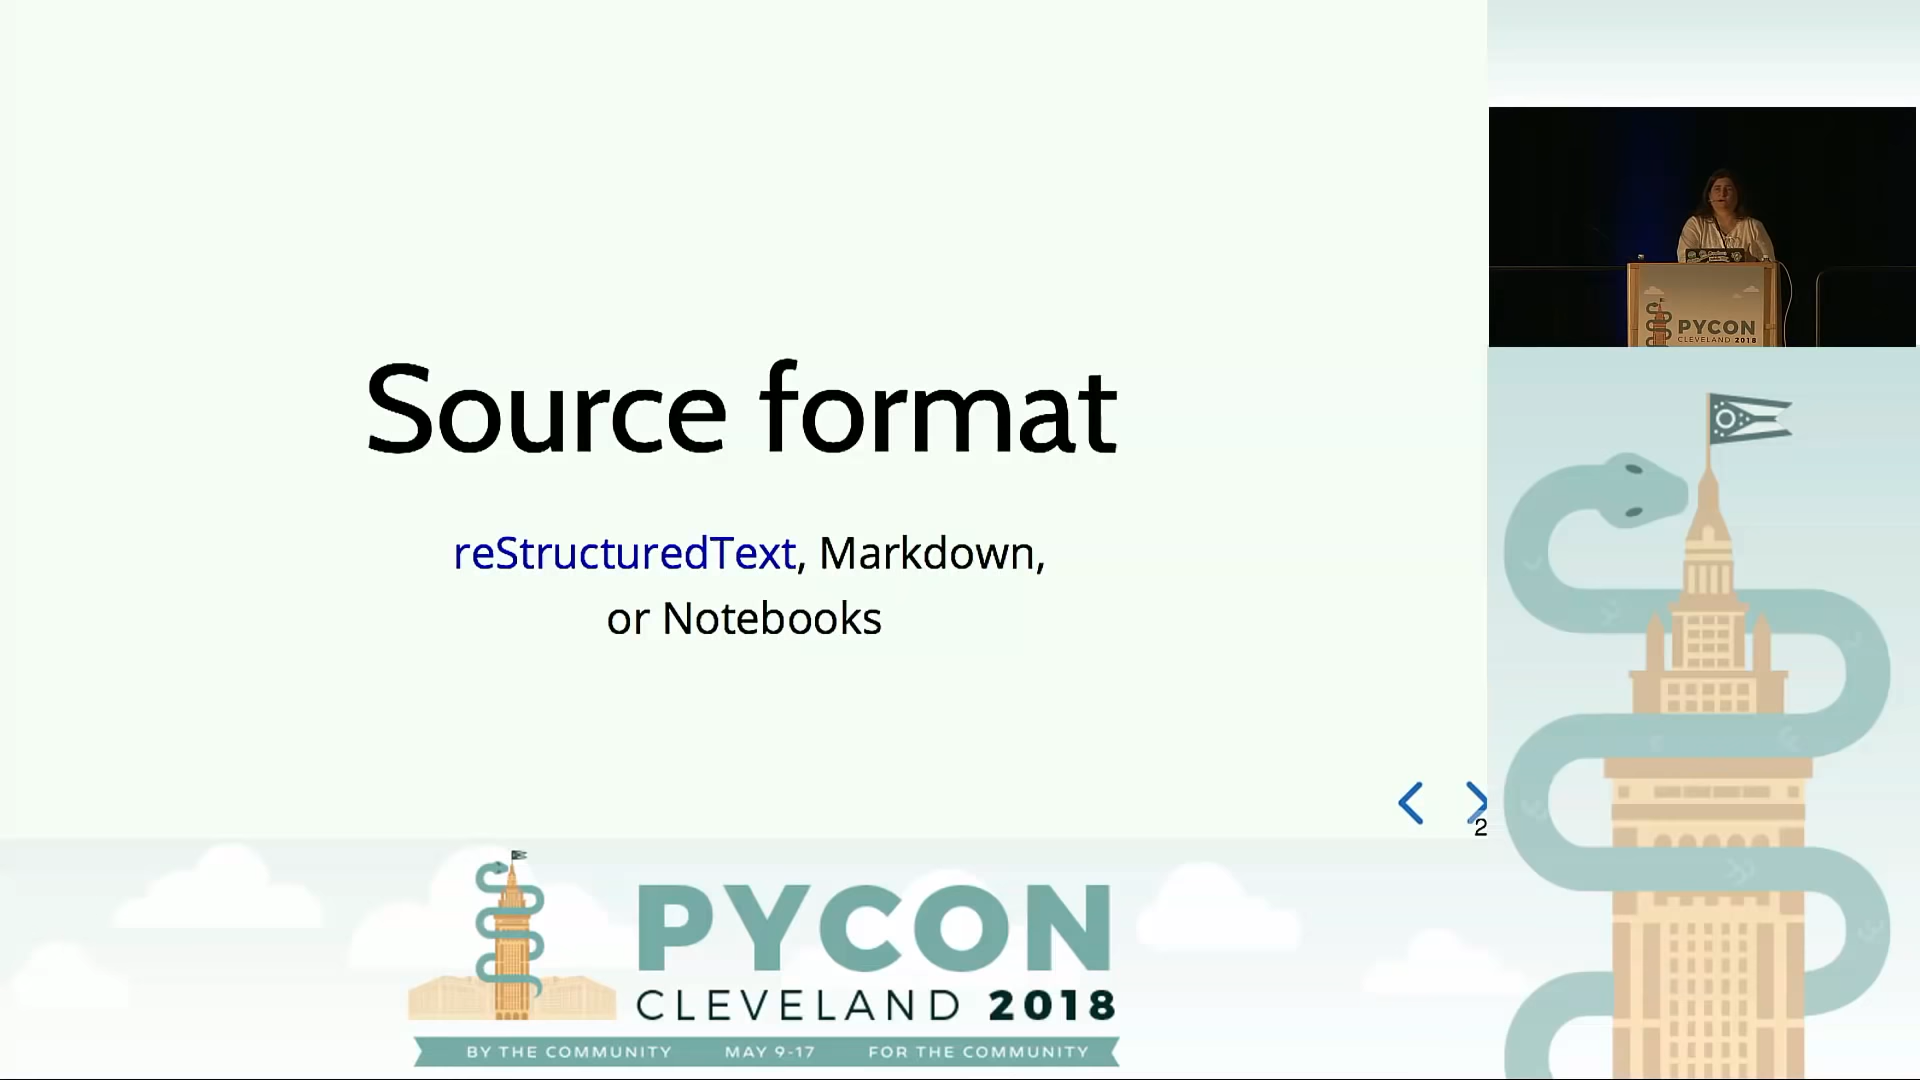 Source format
reStructuredText, Markdown,
or Notebooks
2
PYCON
CLEVELAND 2018
PYCON
CLEVELAND 2018
BY THE COMMUNITY MAY 9-17 FOR THE COMMUNITY